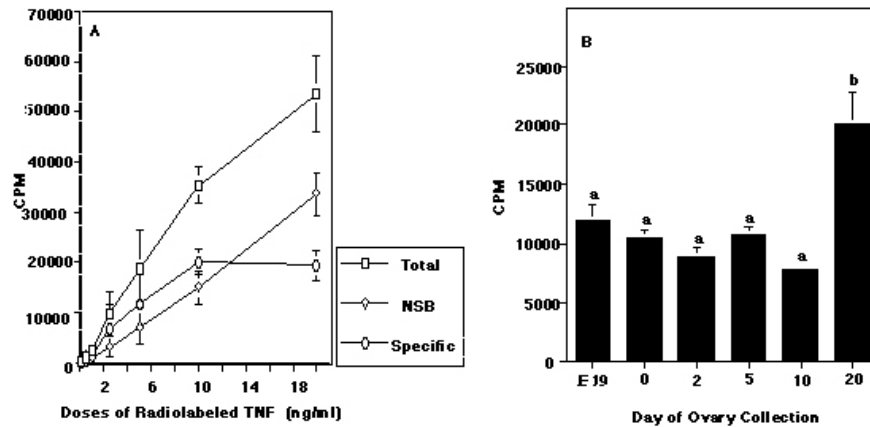 A
70000
60000
50000
40000
30000
20000
10000
0
CPM
2 6 10 14 18
Doses of Radiolabeled TNF (ng/ml)
Total
NSB
Specific
B
25000
20000
15000
10000
5000
0
CPM
a a a a a b
E19 0 2 5 10 20
Day of Ovary Collection